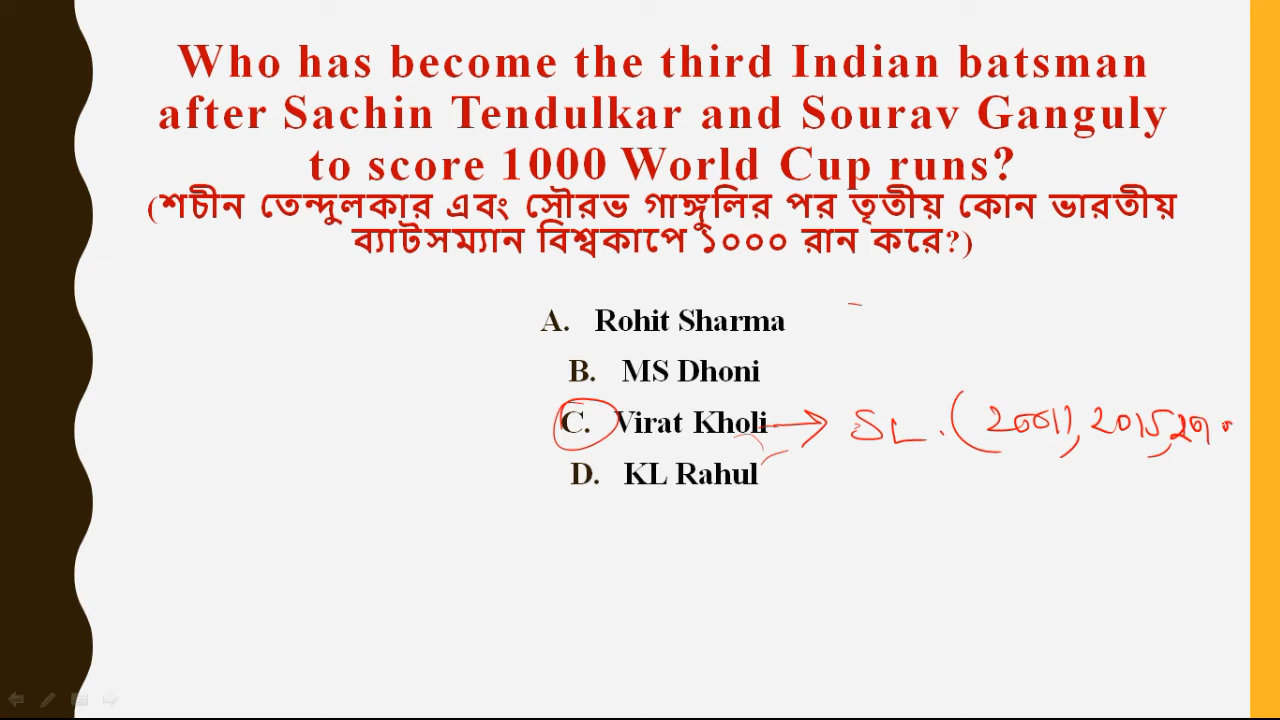 Who has become the third Indian batsman
after Sachin Tendulkar and Sourav Ganguly
to score 1000 World Cup runs?
(শচীন তেন্দুলকার এবং সৌরভ গাঙ্গুলির পর তৃতীয় কোন ভারতীয়
ব্যাটসম্যান বিশ্বকাপে ১০০০ রান করে?)
A. Rohit Sharma
B. MS Dhoni
C. Virat Kholi → SL. (2011, 2015,
D. KL Rahul